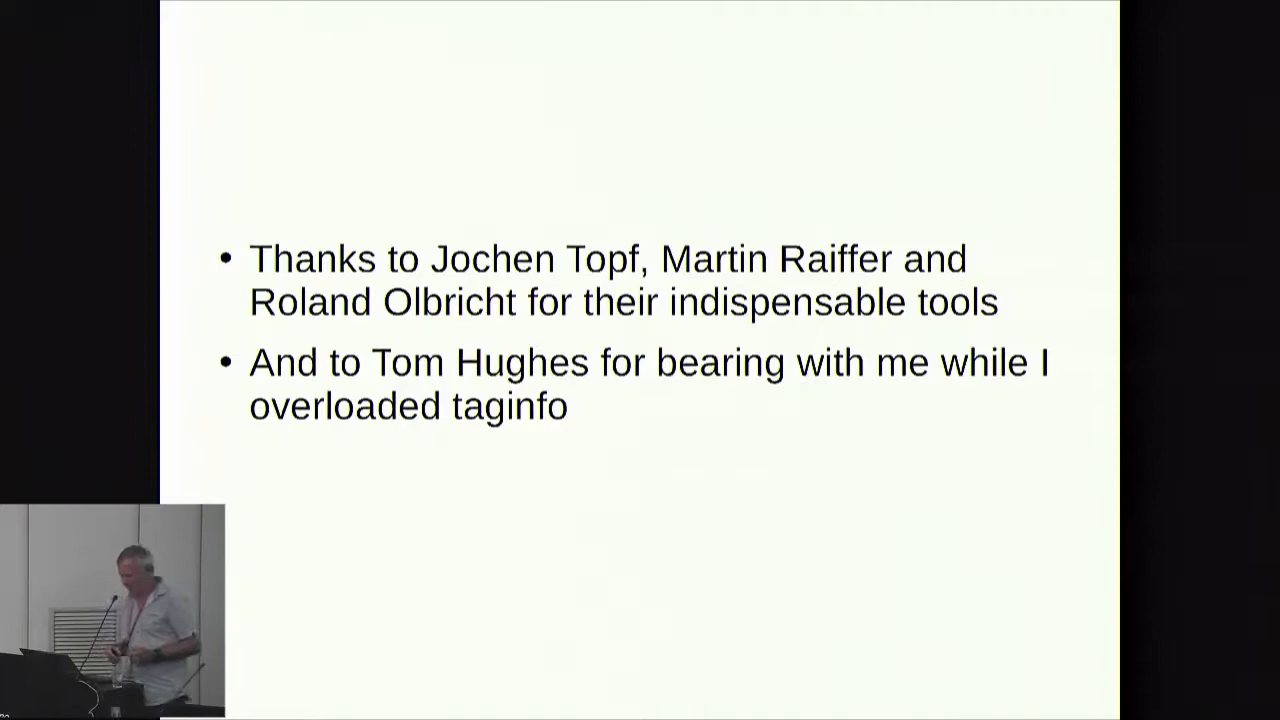 • Thanks to Jochen Topf, Martin Raiffer and
Roland Olbricht for their indispensable tools
• And to Tom Hughes for bearing with me while I
overloaded taginfo